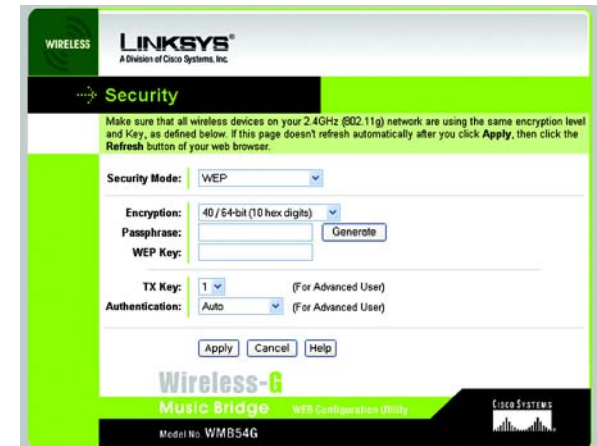 WIRELESS
LINKSYS®
A Division of Cisco Systems, Inc.
Security
Make sure that all wireless devices on your 2.4GHz (802.11g) network are using the same encryption level
and Key, as defined below. If this page doesn't refresh automatically after you click Apply, then click the
Refresh button of your web browser.
Security Mode: WEP
Encryption: 40 / 64-bit (10 hex digits)
Passphrase: Generate
WEP Key:
TX Key: 1 (For Advanced User)
Authentication: Auto (For Advanced User)
Apply Cancel Help
Wireless-G
Music Bridge WEB Configuration Utility
CISCO SYSTEMS
Model No. WMB54G